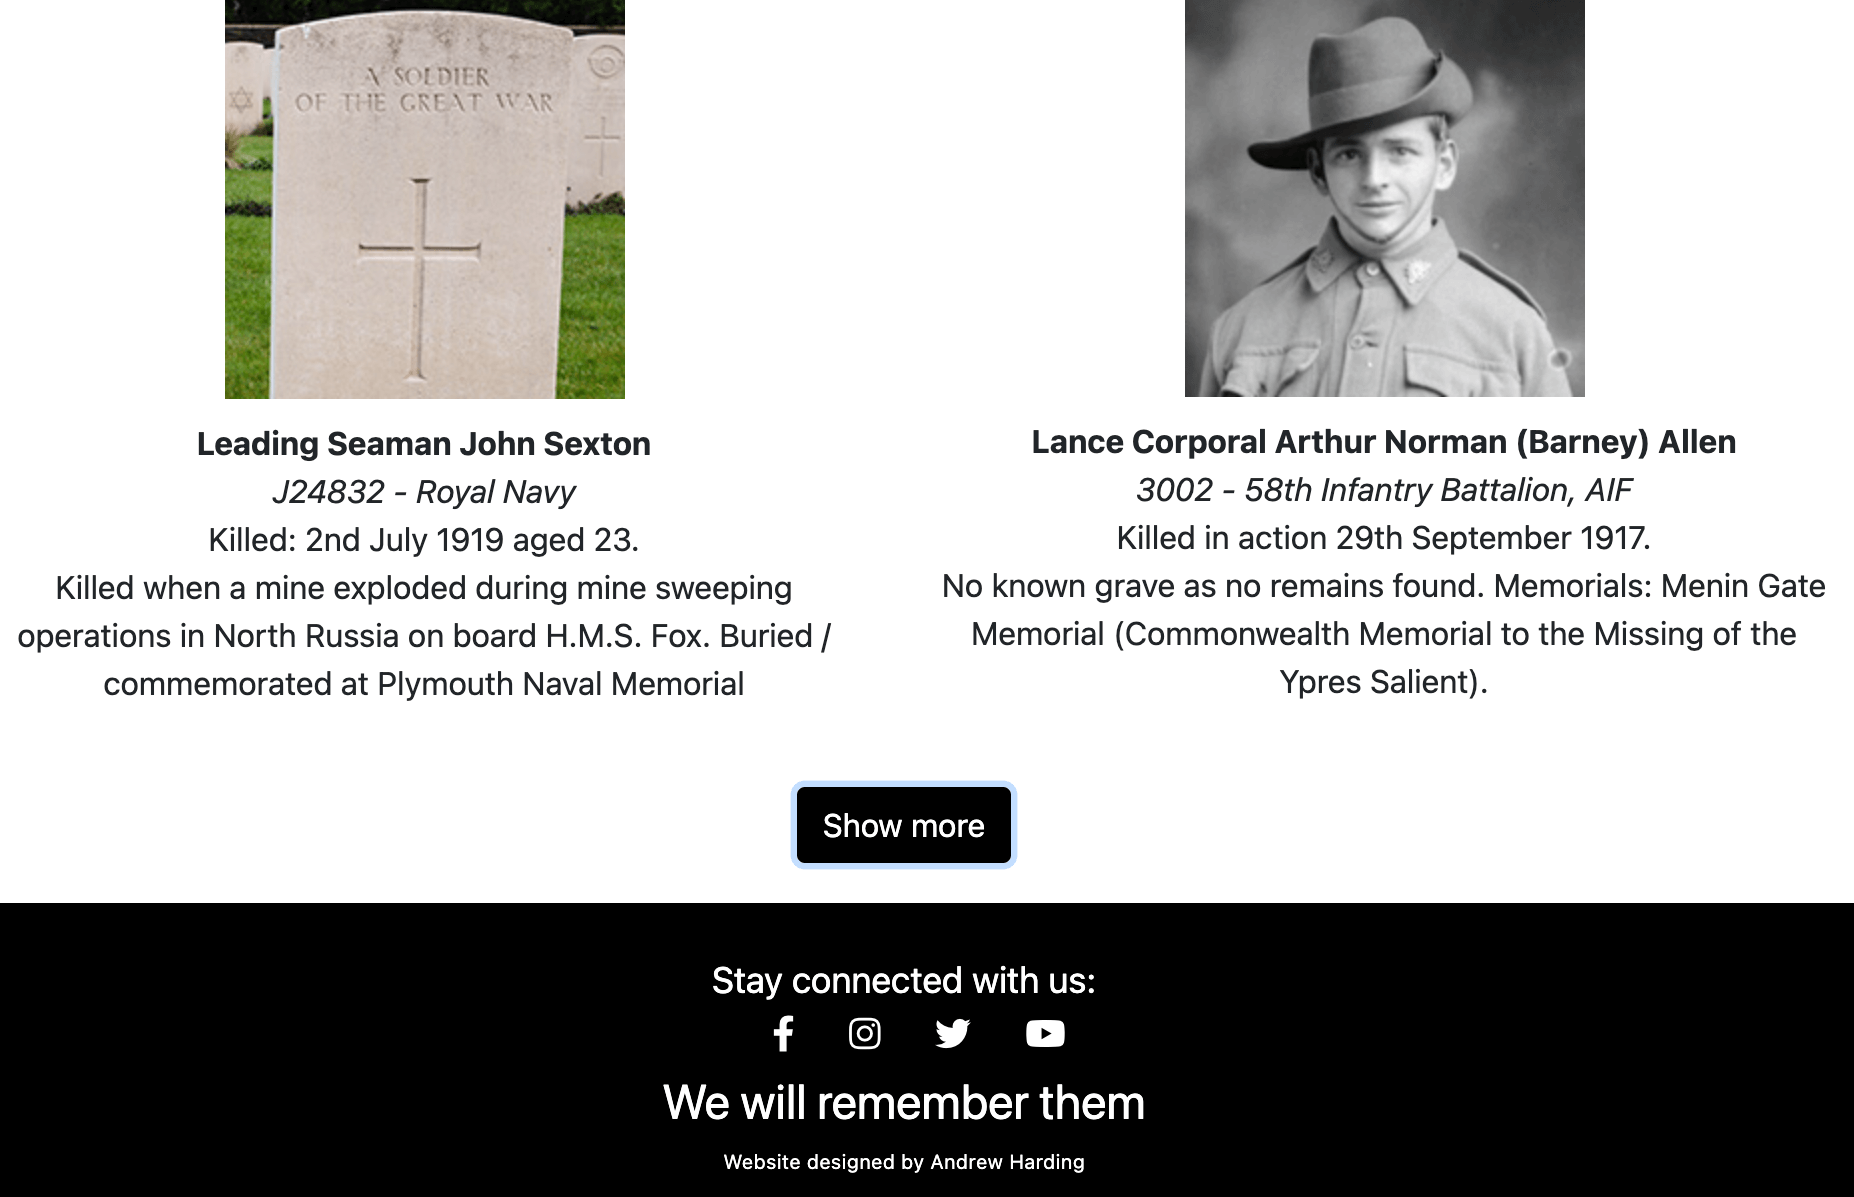 A SOLDIER
OF THE GREAT WAR
Leading Seaman John Sexton
J24832 - Royal Navy
Killed: 2nd July 1919 aged 23.
Killed when a mine exploded during mine sweeping
operations in North Russia on board H.M.S. Fox. Buried /
commemorated at Plymouth Naval Memorial
Lance Corporal Arthur Norman (Barney) Allen
3002 - 58th Infantry Battalion, AIF
Killed in action 29th September 1917.
No known grave as no remains found. Memorials: Menin Gate
Memorial (Commonwealth Memorial to the Missing of the
Ypres Salient).
Show more
Stay connected with us:
We will remember them
Website designed by Andrew Harding